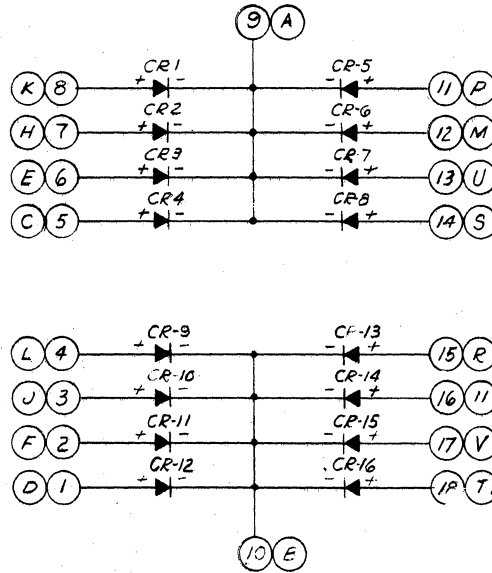 9 A
CR1 CR-5
K 8 + - - + 11 P
CR2 CR-6
H 7 + - - + 12 M
CR3 CR-7
E 6 + - - + 13 U
CR4 CR-8
C 5 + - - + 14 S
CR-9 CR-13
L 4 + - - + 15 R
CR-10 CR-14
J 3 + - - + 16
CR-11 CR-15
F 2 + - - + 17 V
CR-12 CR-16
D 1 + - - + 18 T
10 B